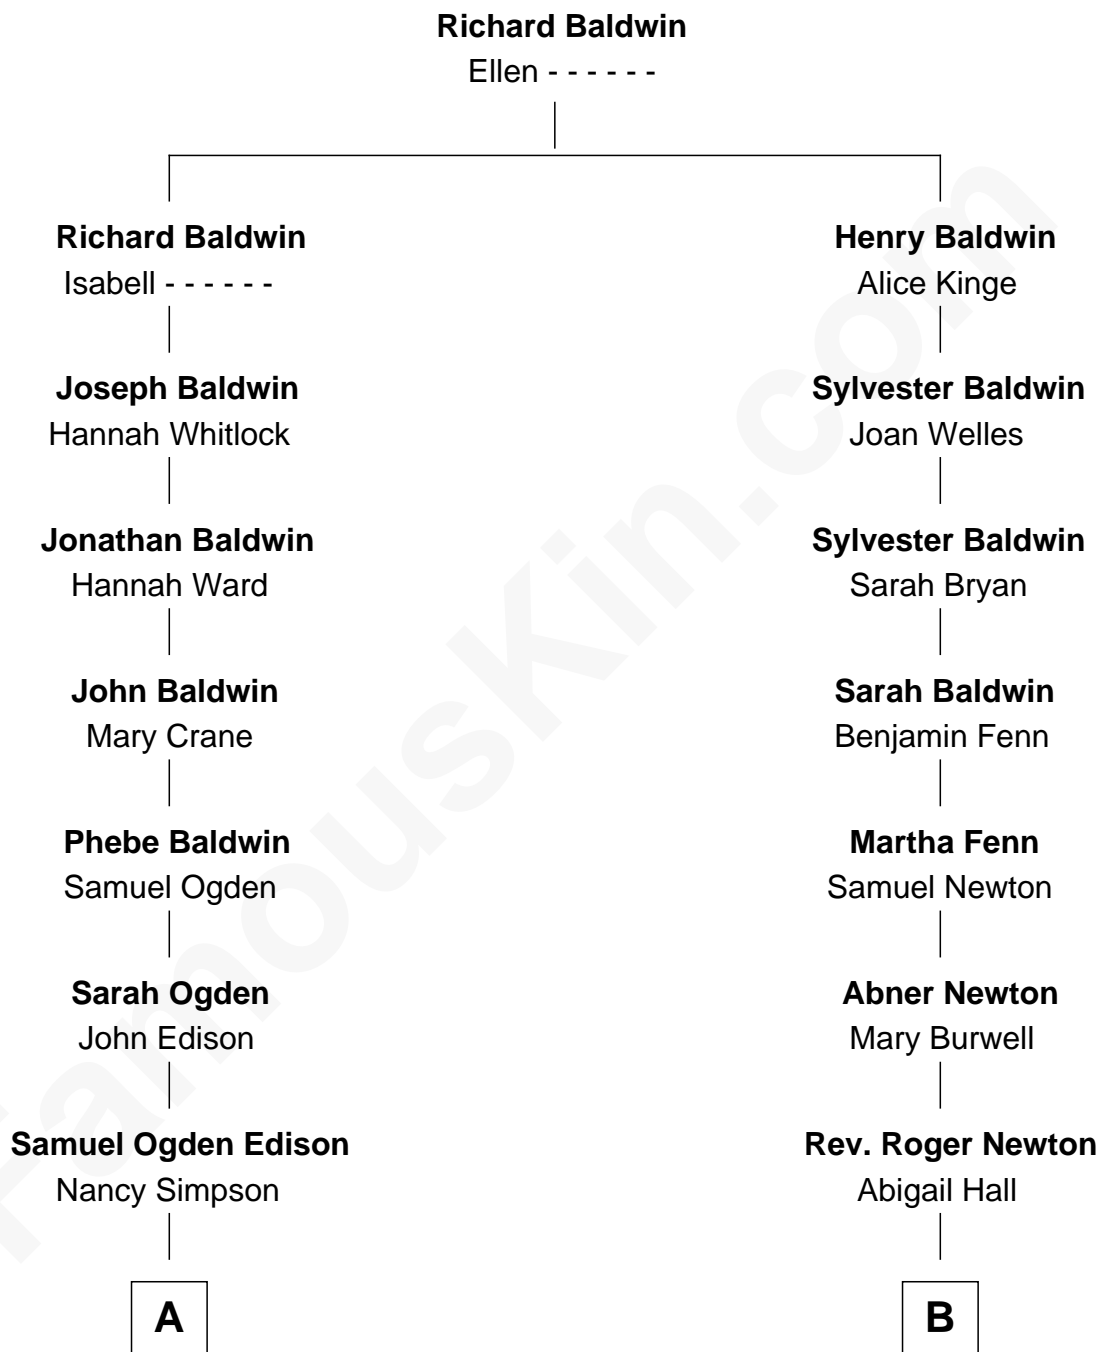 Richard Baldwin
Ellen - - - - - -
Richard Baldwin
Isabell - - - - - -
Henry Baldwin
Alice Kinge
Joseph Baldwin
Hannah Whitlock
Sylvester Baldwin
Joan Welles
Jonathan Baldwin
Hannah Ward
Sylvester Baldwin
Sarah Bryan
John Baldwin
Mary Crane
Sarah Baldwin
Benjamin Fenn
Phebe Baldwin
Samuel Ogden
Martha Fenn
Samuel Newton
Sarah Ogden
John Edison
Abner Newton
Mary Burwell
Samuel Ogden Edison
Nancy Simpson
Rev. Roger Newton
Abigail Hall
A
B
FamousKin.com